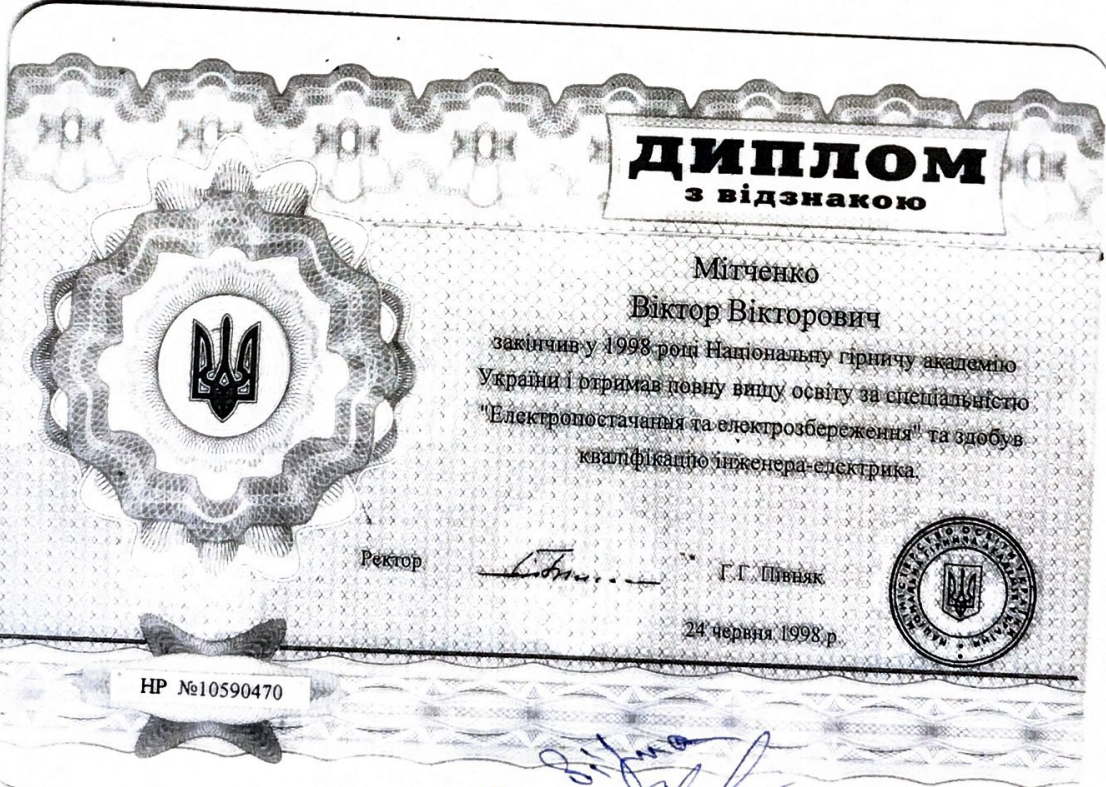 ДИПЛОМ
з відзнакою
Мітченко
Віктор Вікторович
закінчив у 1998 році Національну гірничу академію
України і отримав повну вищу освіту за спеціальністю
"Електропостачання та електрозбереження" та здобув
кваліфікацію інженера-електрика.
Ректор
Г.Г. Півняк
24 червня 1998 р.
НР №10590470